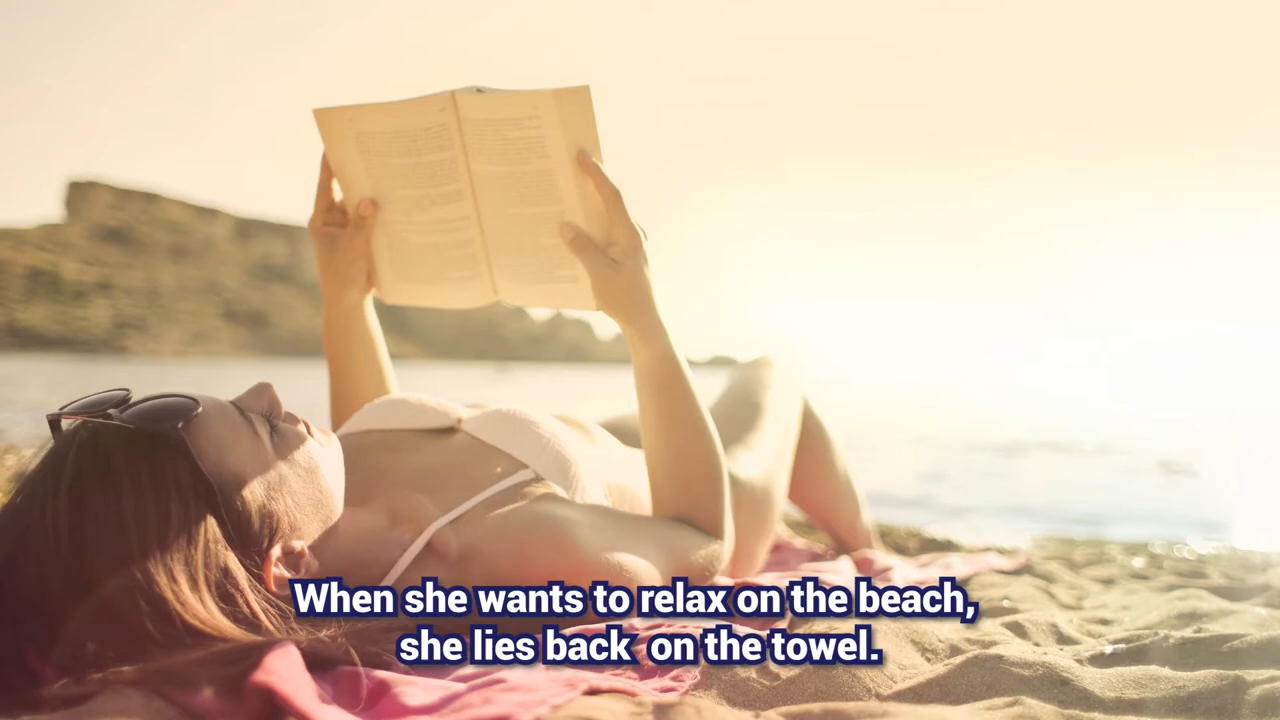 When she wants to relax on the beach,
she lies back  on the towel.